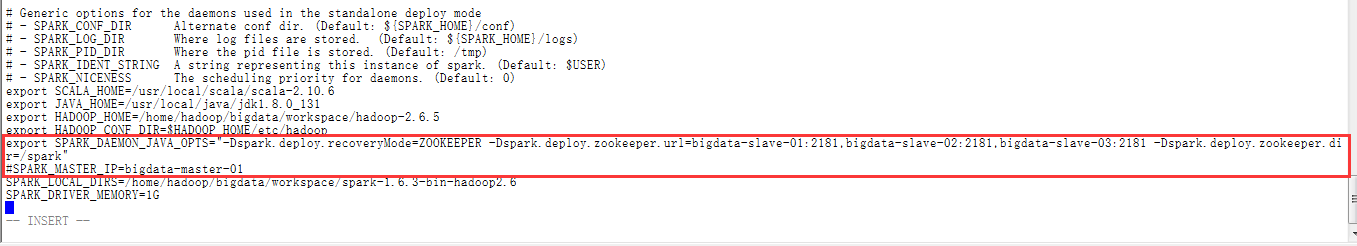 # Generic options for the daemons used in the standalone deploy mode
# - SPARK_CONF_DIR      Alternate conf dir. (Default: ${SPARK_HOME}/conf)
# - SPARK_LOG_DIR       Where log files are stored.  (Default: ${SPARK_HOME}/logs)
# - SPARK_PID_DIR       Where the pid file is stored. (Default: /tmp)
# - SPARK_IDENT_STRING  A string representing this instance of spark. (Default: $USER)
# - SPARK_NICENESS      The scheduling priority for daemons. (Default: 0)
export SCALA_HOME=/usr/local/scala/scala-2.10.6
export JAVA_HOME=/usr/local/java/jdk1.8.0_131
export HADOOP_HOME=/home/hadoop/bigdata/workspace/hadoop-2.6.5
export HADOOP_CONF_DIR=$HADOOP_HOME/etc/hadoop
export SPARK_DAEMON_JAVA_OPTS="-Dspark.deploy.recoveryMode=ZOOKEEPER -Dspark.deploy.zookeeper.url=bigdata-slave-01:2181,bigdata-slave-02:2181,bigdata-slave-03:2181 -Dspark.deploy.zookeeper.di
r=/spark"
#SPARK_MASTER_IP=bigdata-master-01
SPARK_LOCAL_DIRS=/home/hadoop/bigdata/workspace/spark-1.6.3-bin-hadoop2.6
SPARK_DRIVER_MEMORY=1G
-- INSERT --